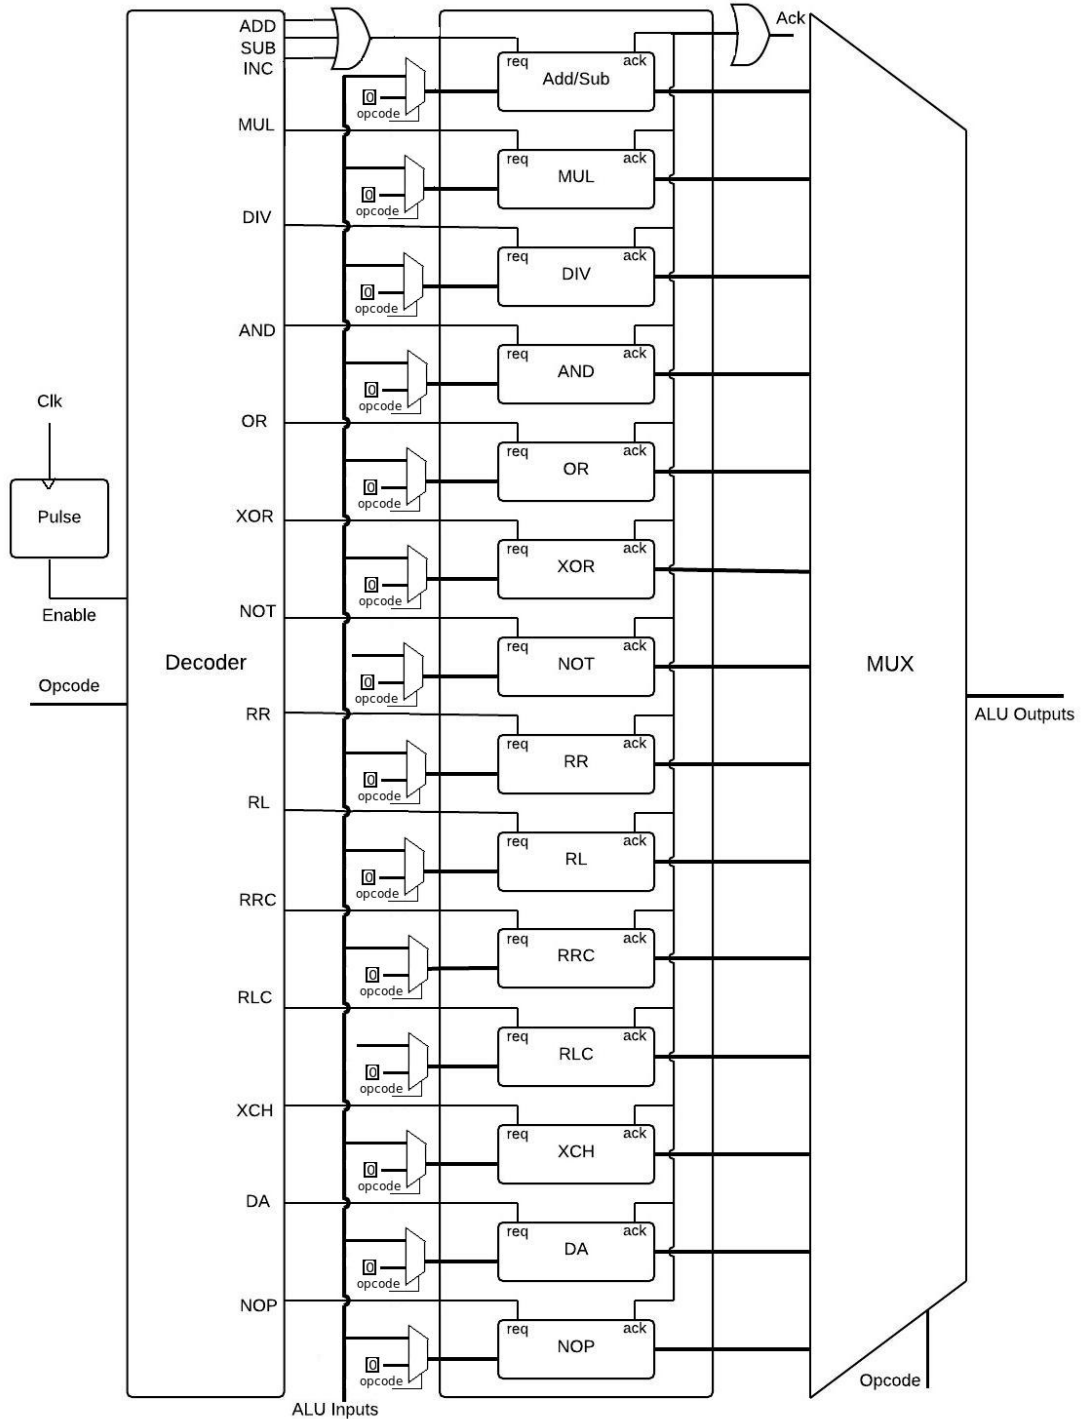 ADD
SUB
INC
Ack
req
ack
Add/Sub
0
opcode
MUL
req
ack
MUL
0
opcode
DIV
req
ack
DIV
0
opcode
AND
req
ack
AND
0
opcode
Clk
OR
req
ack
OR
0
opcode
Pulse
XOR
req
ack
XOR
0
opcode
Enable
NOT
req
ack
NOT
0
opcode
Decoder
MUX
Opcode
ALU Outputs
RR
req
ack
RR
0
opcode
RL
req
ack
RL
0
opcode
RRC
req
ack
RRC
0
opcode
RLC
req
ack
RLC
0
opcode
XCH
req
ack
XCH
0
opcode
DA
req
ack
DA
0
opcode
NOP
req
ack
NOP
0
opcode
Opcode
ALU Inputs